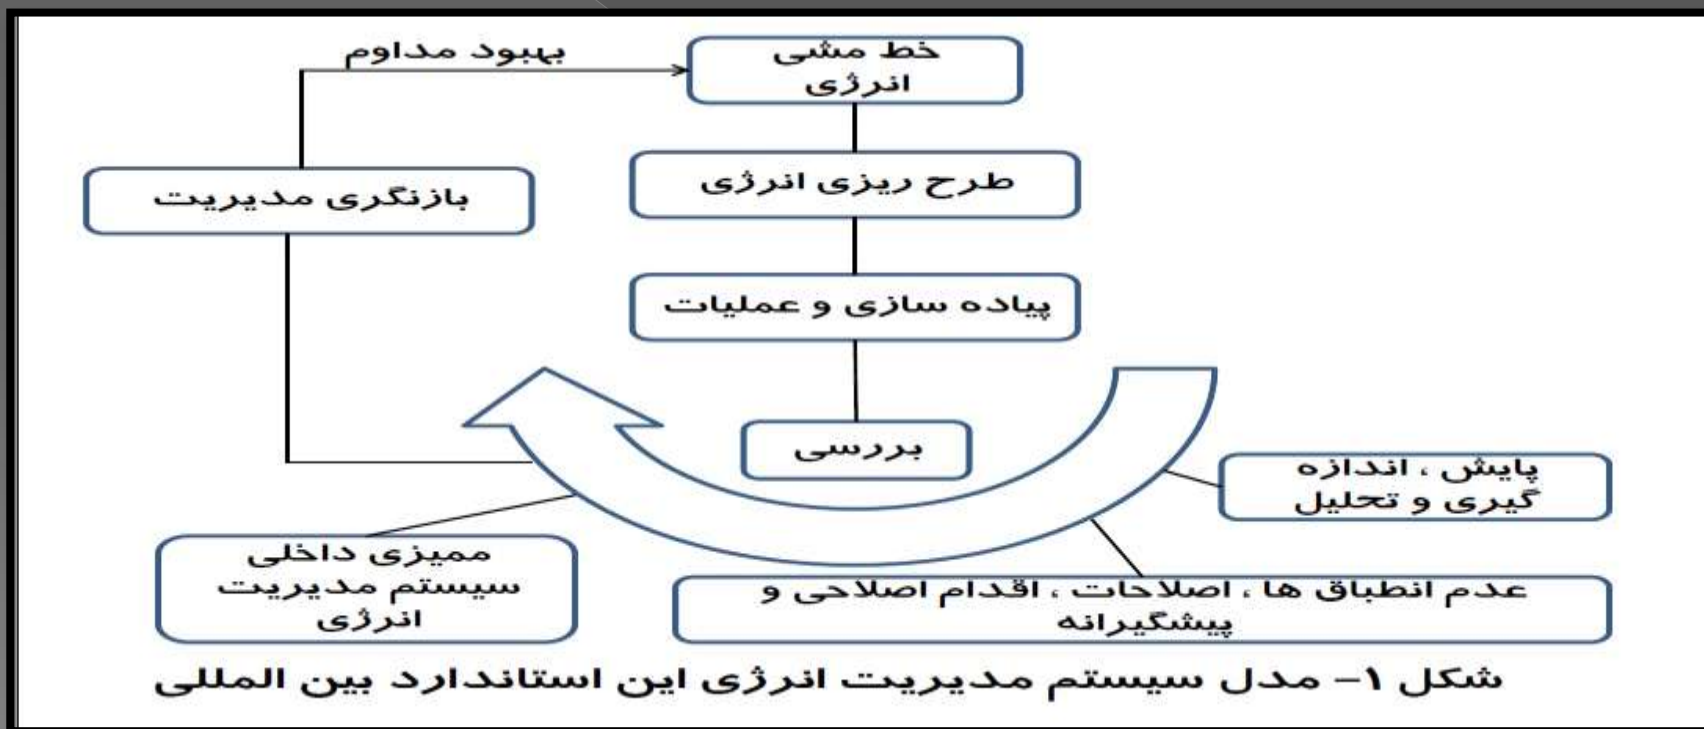 بهبود مداوم
خط مشی
انرژی
طرح ریزی انرژی
بازنگری مدیریت
پیاده سازی و عملیات
بررسی
پایش ، اندازه
گیری و تحلیل
ممیزی داخلی
سیستم مدیریت
انرژی
عدم انطباق ها ، اصلاحات ، اقدام اصلاحی و
پیشگیرانه
شکل ۱– مدل سیستم مدیریت انرژی این استاندارد بین المللی